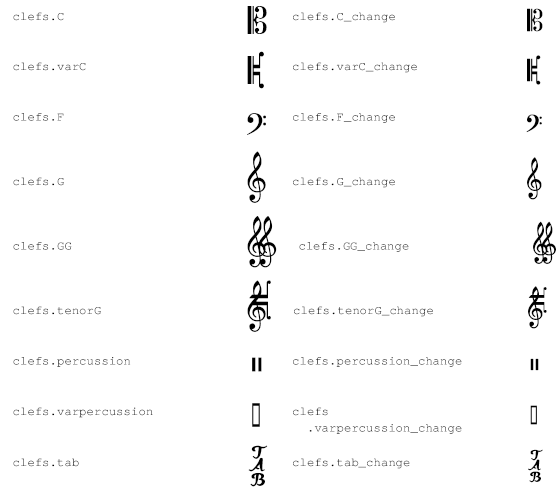 clefs.C clefs.C_change
clefs.varC clefs.varC_change
clefs.F clefs.F_change
clefs.G clefs.G_change
clefs.GG clefs.GG_change
clefs.tenorG clefs.tenorG_change
clefs.percussion clefs.percussion_change
clefs.varpercussion clefs
.varpercussion_change
clefs.tab TAB clefs.tab_change TAB